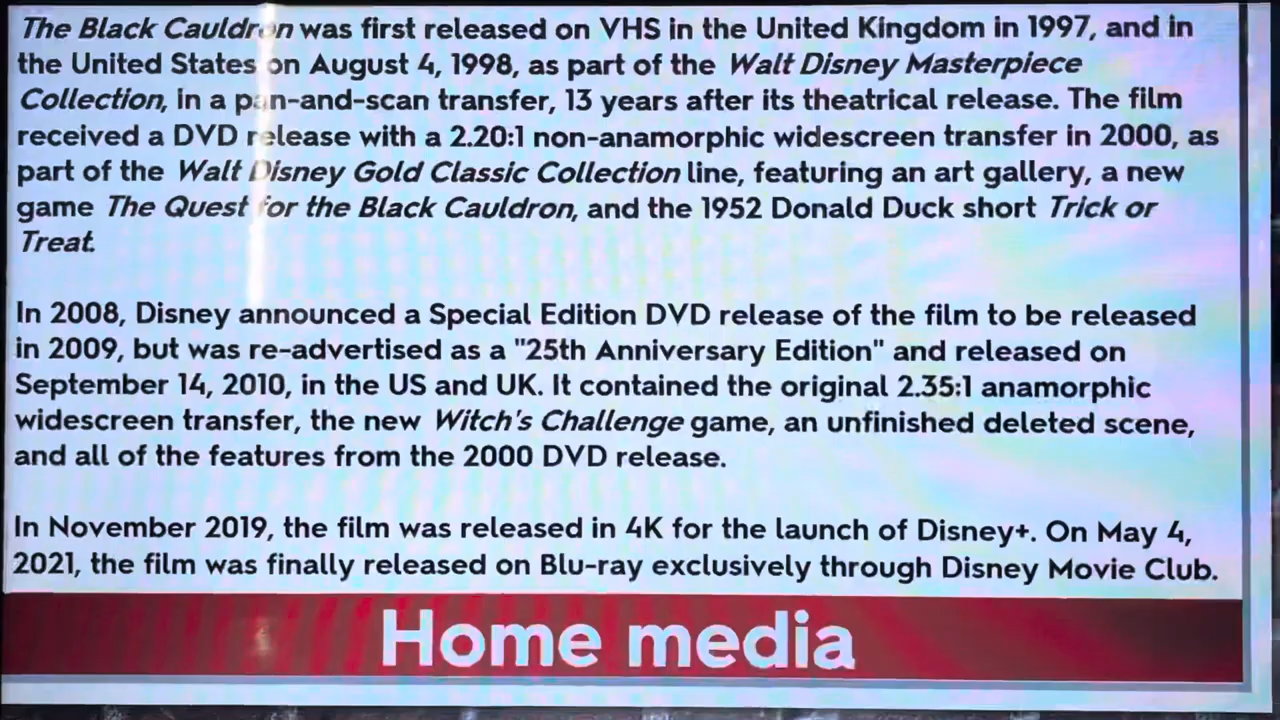 The Black Cauldron was first released on VHS in the United Kingdom in 1997, and in
the United States on August 4, 1998, as part of the Walt Disney Masterpiece
Collection, in a pan-and-scan transfer, 13 years after its theatrical release. The film
received a DVD release with a 2.20:1 non-anamorphic widescreen transfer in 2000, as
part of the Walt Disney Gold Classic Collection line, featuring an art gallery, a new
game The Quest for the Black Cauldron, and the 1952 Donald Duck short Trick or
Treat.
In 2008, Disney announced a Special Edition DVD release of the film to be released
in 2009, but was re-advertised as a "25th Anniversary Edition" and released on
September 14, 2010, in the US and UK. It contained the original 2.35:1 anamorphic
widescreen transfer, the new Witch's Challenge game, an unfinished deleted scene,
and all of the features from the 2000 DVD release.
In November 2019, the film was released in 4K for the launch of Disney+. On May 4,
2021, the film was finally released on Blu-ray exclusively through Disney Movie Club.
Home media